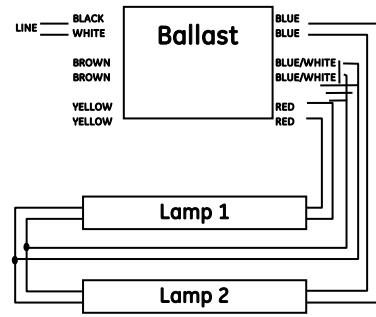 BLACK
LINE
WHITE
BROWN
BROWN
YELLOW
YELLOW
Ballast
BLUE
BLUE
BLUE/WHITE
BLUE/WHITE
RED
RED
Lamp 1
Lamp 2